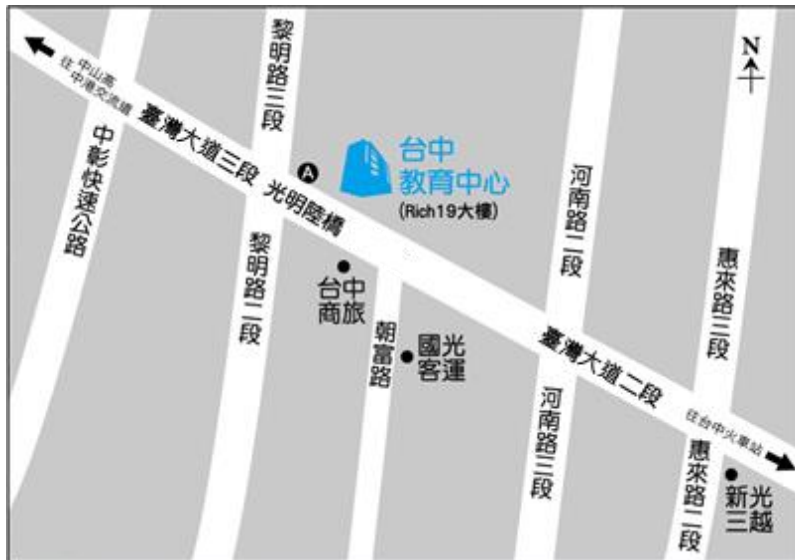 N
往中山高
中港交流道
臺灣大道三段
光明陸橋
黎明路三段
中彰快速公路
A
台中
教育中心
(Rich19大樓)
河南路二段
惠來路三段
黎明路二段
台中
商旅
朝富路
國光
客運
臺灣大道二段
往台中火車站
河南路三段
惠來路二段
新光
三越